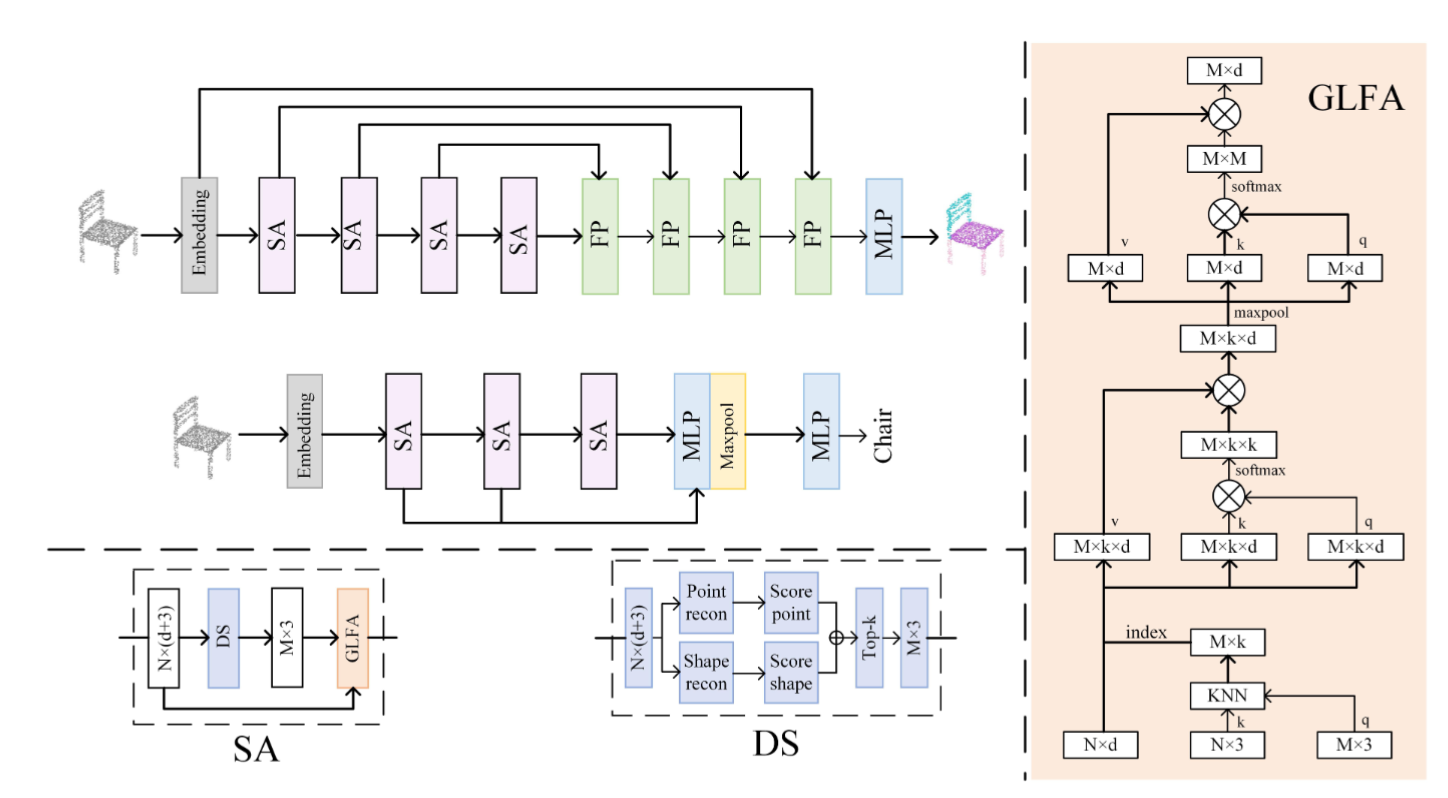 Embedding
SA
SA
SA
SA
FP
FP
FP
FP
MLP
Embedding
SA
SA
SA
MLP
Maxpool
MLP
Chair
N×(d+3)
DS
M×3
GLFA
SA
N×(d+3)
Point
recon
Score
point
Shape
recon
Score
shape
Top-k
M×3
DS
GLFA
M×d
M×M
softmax
v
k
q
M×d
M×d
M×d
maxpool
M×k×d
M×k×k
softmax
v
k
q
M×k×d
M×k×d
M×k×d
index
M×k
KNN
k
q
N×d
N×3
M×3